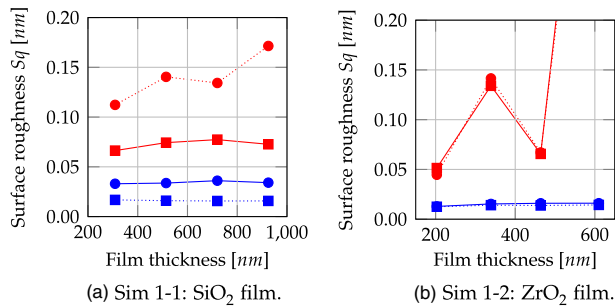 Surface roughness Sq [nm]
0.20
0.15
0.10
0.05
0.00
200 400 600 800 1,000
Film thickness [nm]
(a) Sim 1-1: SiO₂ film.
Surface roughness Sq [nm]
0.20
0.15
0.10
0.05
0.00
200 400 600
Film thickness [nm]
(b) Sim 1-2: ZrO₂ film.